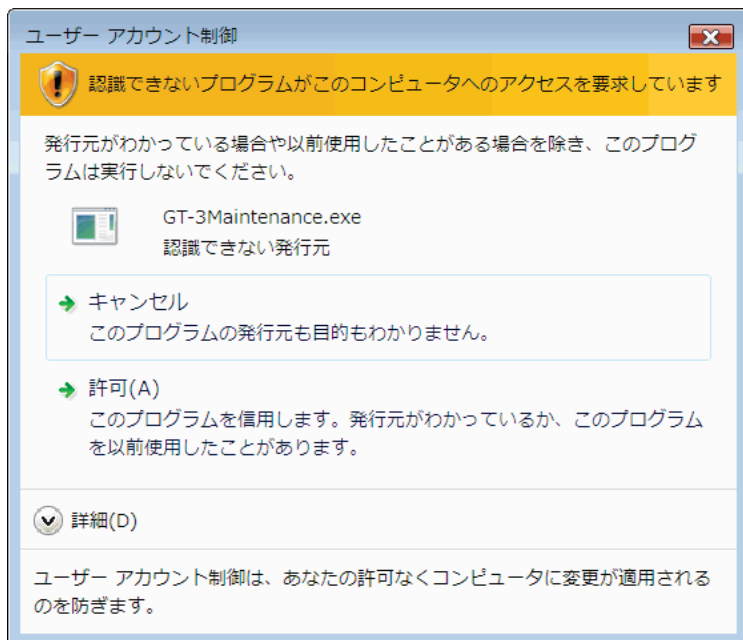 ユーザー アカウント制御
認識できないプログラムがこのコンピュータへのアクセスを要求しています
発行元がわかっている場合や以前使用したことがある場合を除き、このプログ
ラムは実行しないでください。
GT-3Maintenance.exe
認識できない発行元
キャンセル
このプログラムの発行元も目的もわかりません。
許可(A)
このプログラムを信用します。発行元がわかっているか、このプログラム
を以前使用したことがあります。
詳細(D)
ユーザー アカウント制御は、あなたの許可なくコンピュータに変更が適用される
のを防ぎます。